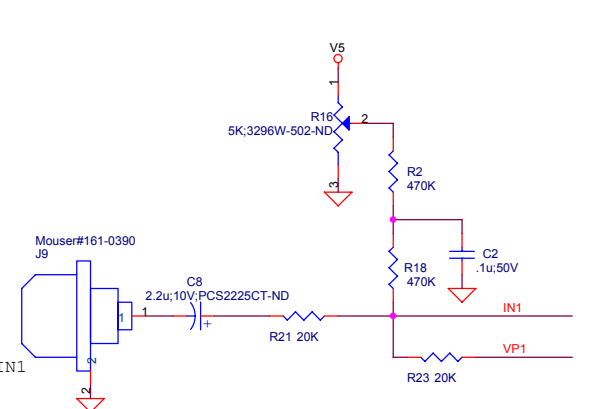 V5
1
R16
5K;3296W-502-ND
2
3
R2
470K
C2
.1u;50V
R18
470K
Mouser#161-0390
J9
C8
2.2u;10V;PCS2225CT-ND
1
1
+
R21 20K
IN1
VP1
R23 20K
2
2
IN1